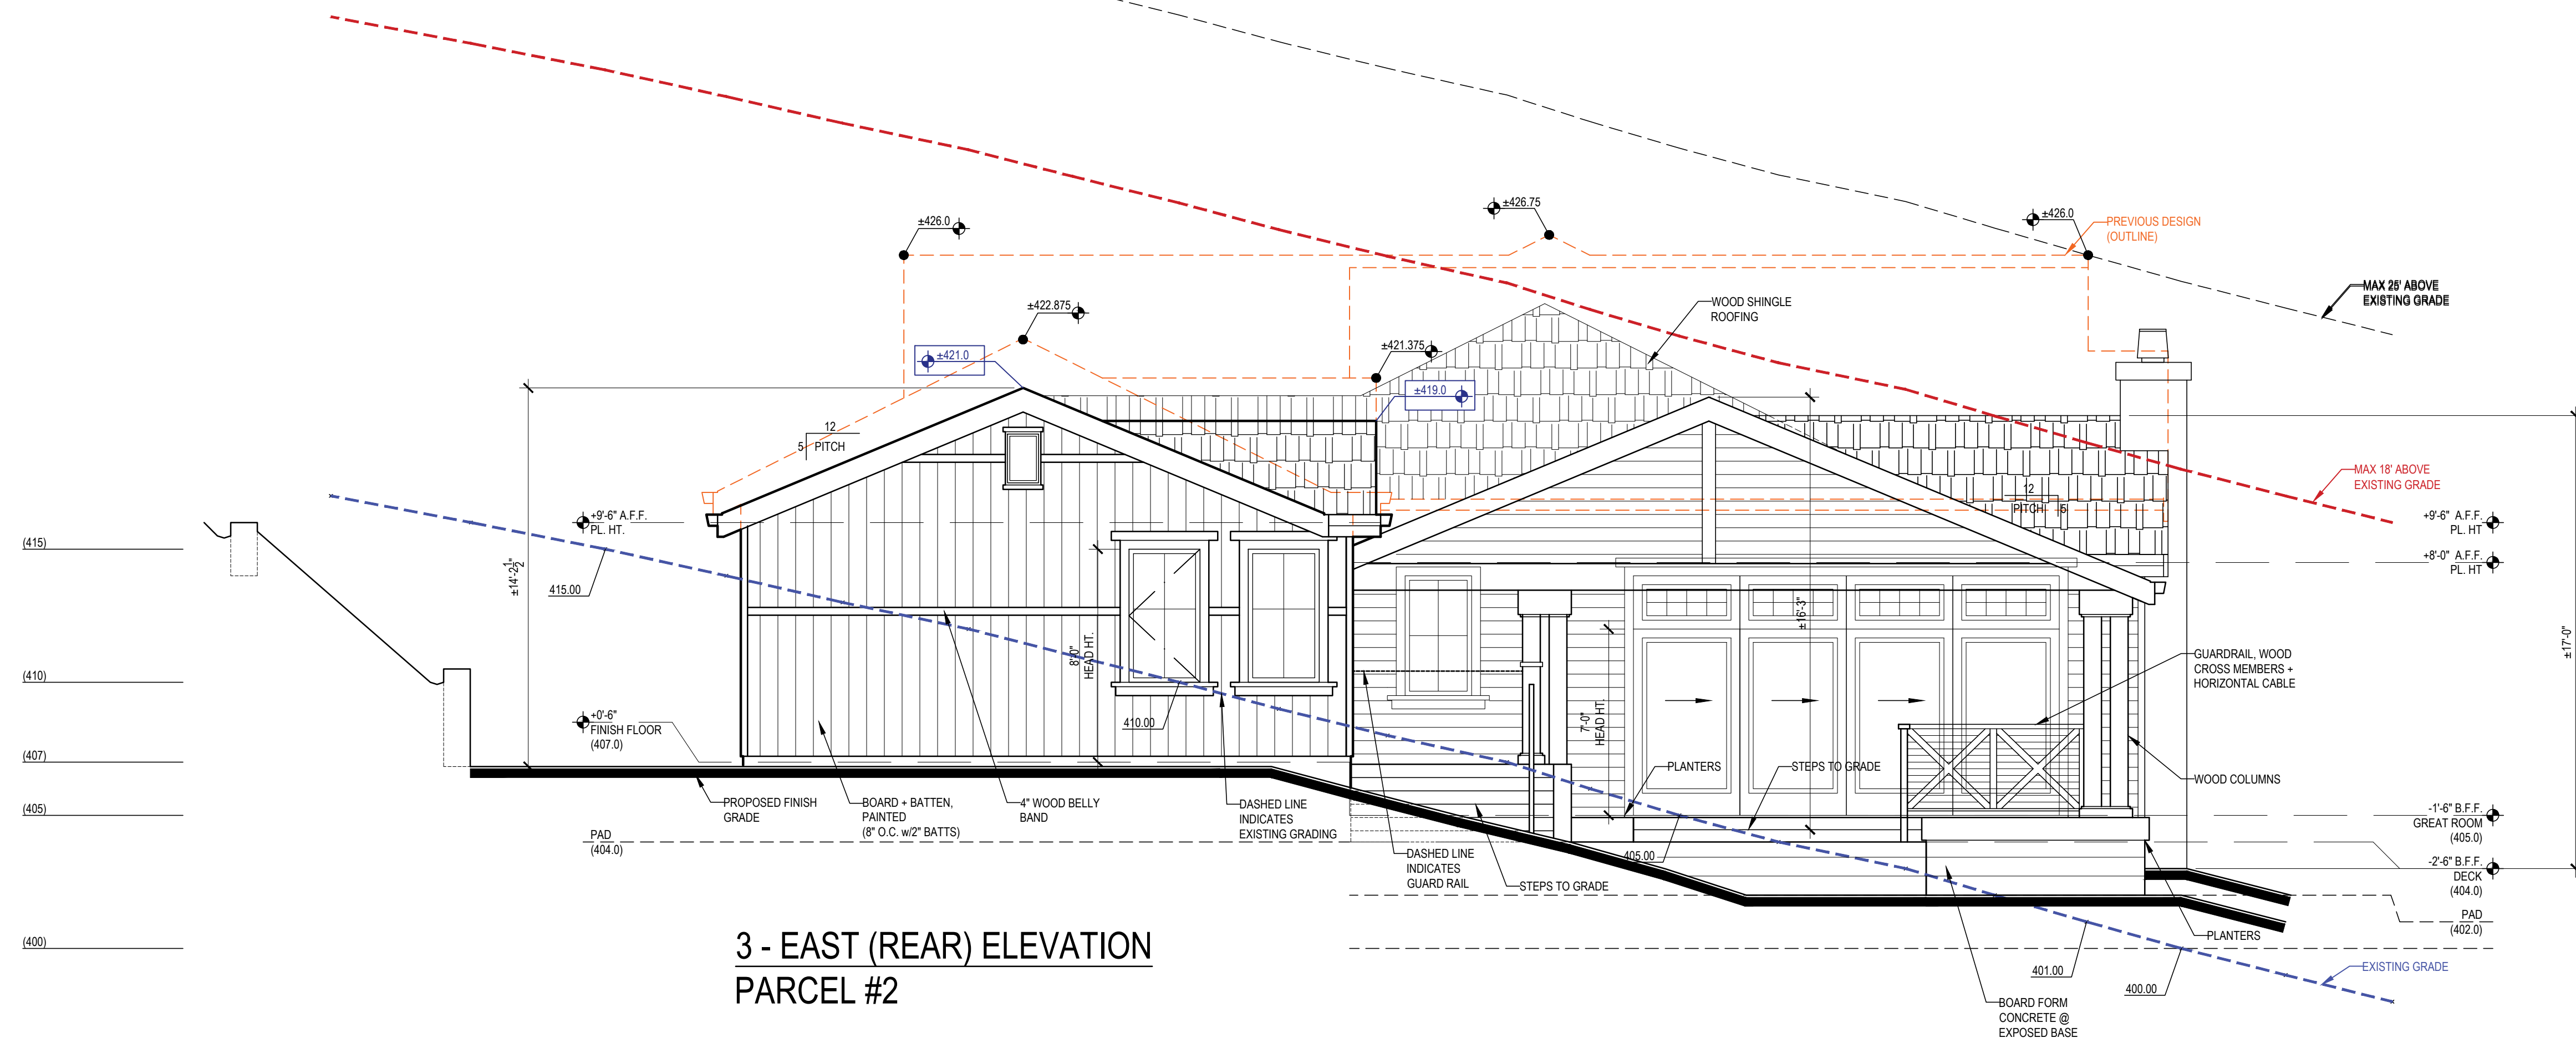 ±426.0
±426.75
±426.0
PREVIOUS DESIGN
(OUTLINE)
±422.875
WOOD SHINGLE
ROOFING
MAX 25' ABOVE
EXISTING GRADE
±421.0
±421.375
±419.0
12
5 PITCH
MAX 18' ABOVE
EXISTING GRADE
12
PITCH 5
+9'-6" A.F.F.
PL. HT.
+9'-6" A.F.F.
PL. HT
+8'-0" A.F.F.
PL. HT
(415)
415.00
±14'-2 1/2"
8'-0"
HEAD HT.
±16'-3"
±17'-0"
(410)
410.00
7'-0"
HEAD HT.
GUARDRAIL, WOOD
CROSS MEMBERS +
HORIZONTAL CABLE
+0'-6"
FINISH FLOOR
(407.0)
(407)
PLANTERS
STEPS TO GRADE
WOOD COLUMNS
(405)
PROPOSED FINISH
GRADE
BOARD + BATTEN,
PAINTED
(8" O.C. w/2" BATTS)
4" WOOD BELLY
BAND
DASHED LINE
INDICATES
EXISTING GRADING
-1'-6" B.F.F.
GREAT ROOM
(405.0)
PAD
(404.0)
DASHED LINE
INDICATES
GUARD RAIL
405.00
STEPS TO GRADE
-2'-6" B.F.F.
DECK
(404.0)
PAD
(402.0)
(400)
PLANTERS
3 - EAST (REAR) ELEVATION
PARCEL #2
401.00
400.00
EXISTING GRADE
BOARD FORM
CONCRETE @
EXPOSED BASE